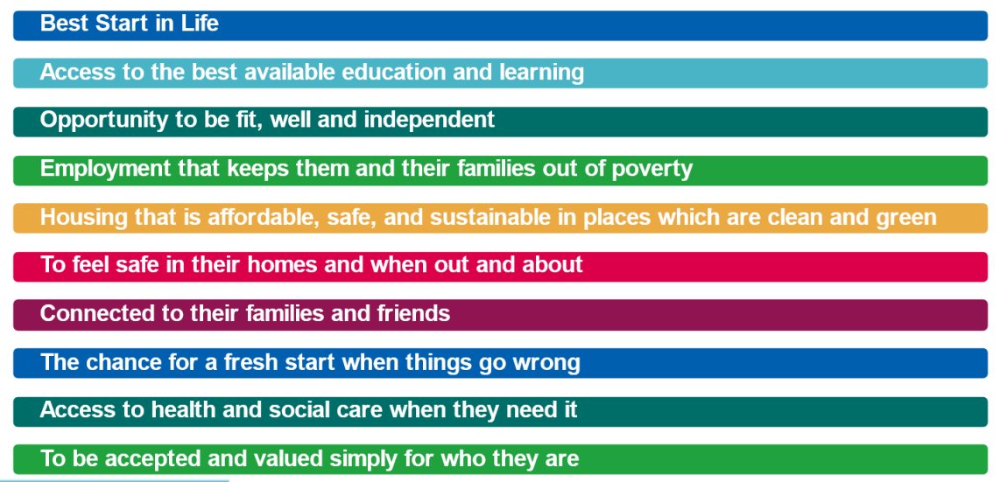 Best Start in Life
Access to the best available education and learning
Opportunity to be fit, well and independent
Employment that keeps them and their families out of poverty
Housing that is affordable, safe, and sustainable in places which are clean and green
To feel safe in their homes and when out and about
Connected to their families and friends
The chance for a fresh start when things go wrong
Access to health and social care when they need it
To be accepted and valued simply for who they are